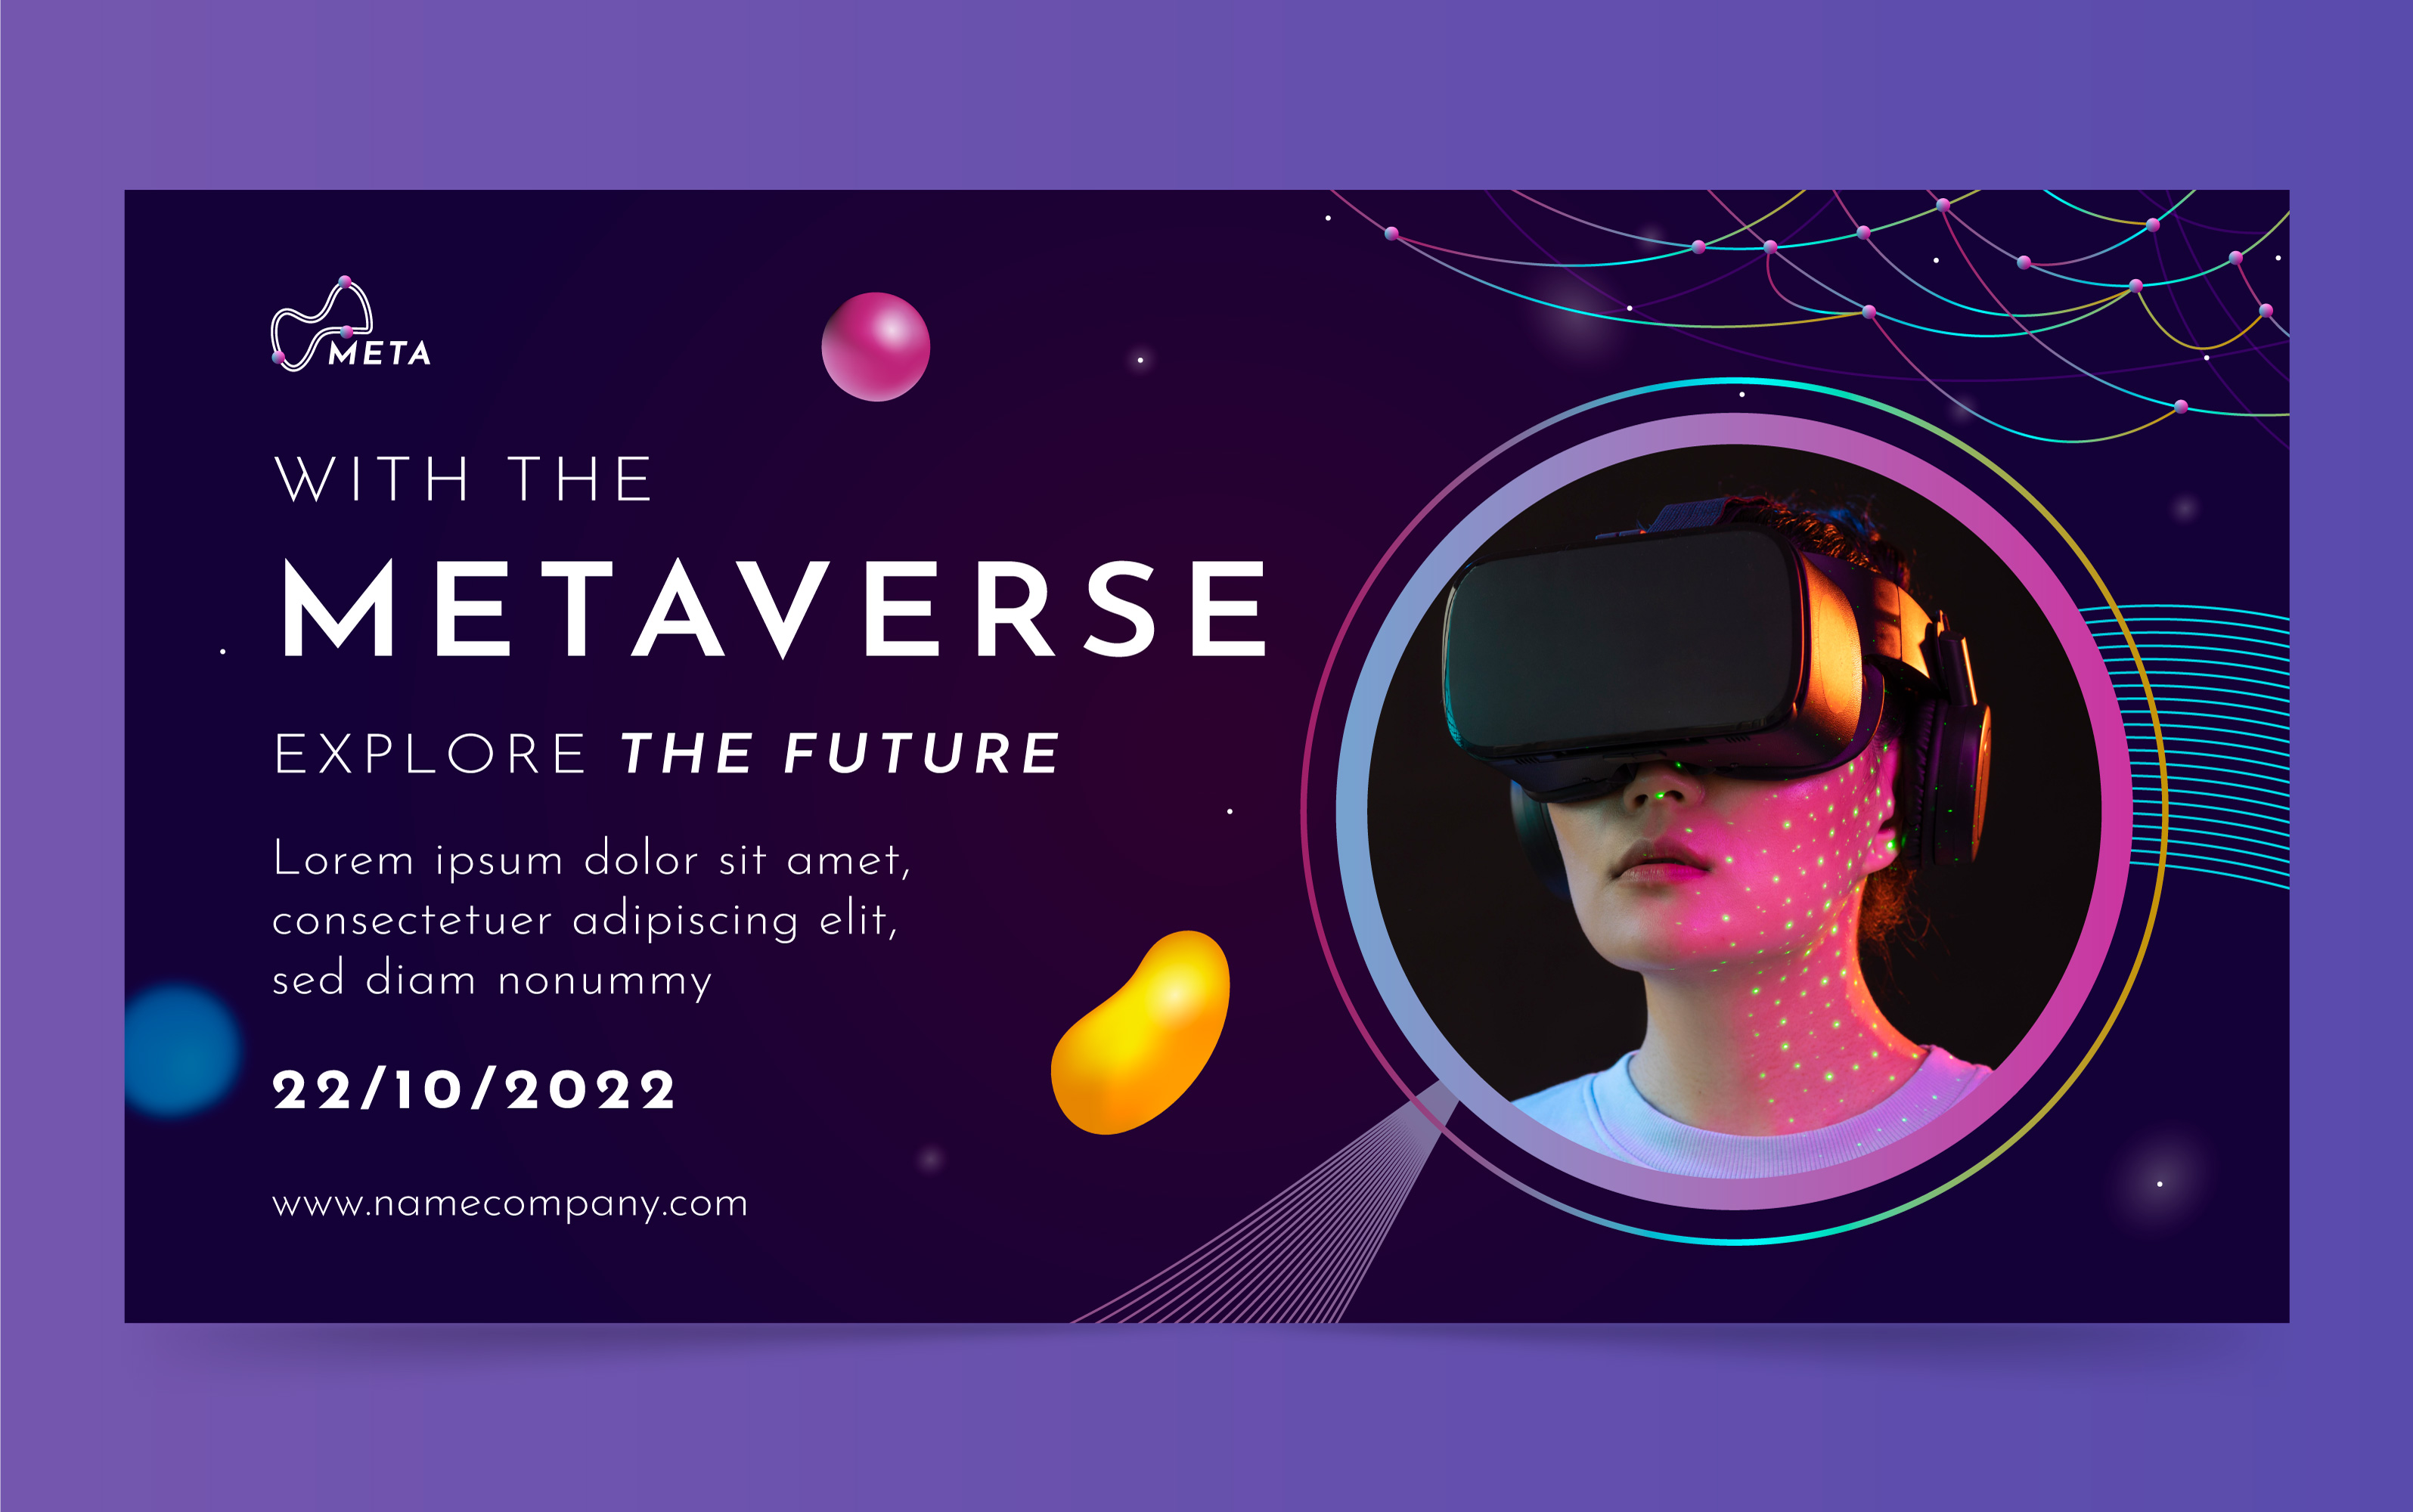 META
WITH THE
METAVERSE
EXPLORE THE FUTURE
Lorem ipsum dolor sit amet,
consectetuer adipiscing elit,
sed diam nonummy
22/10/2022
www.namecompany.com